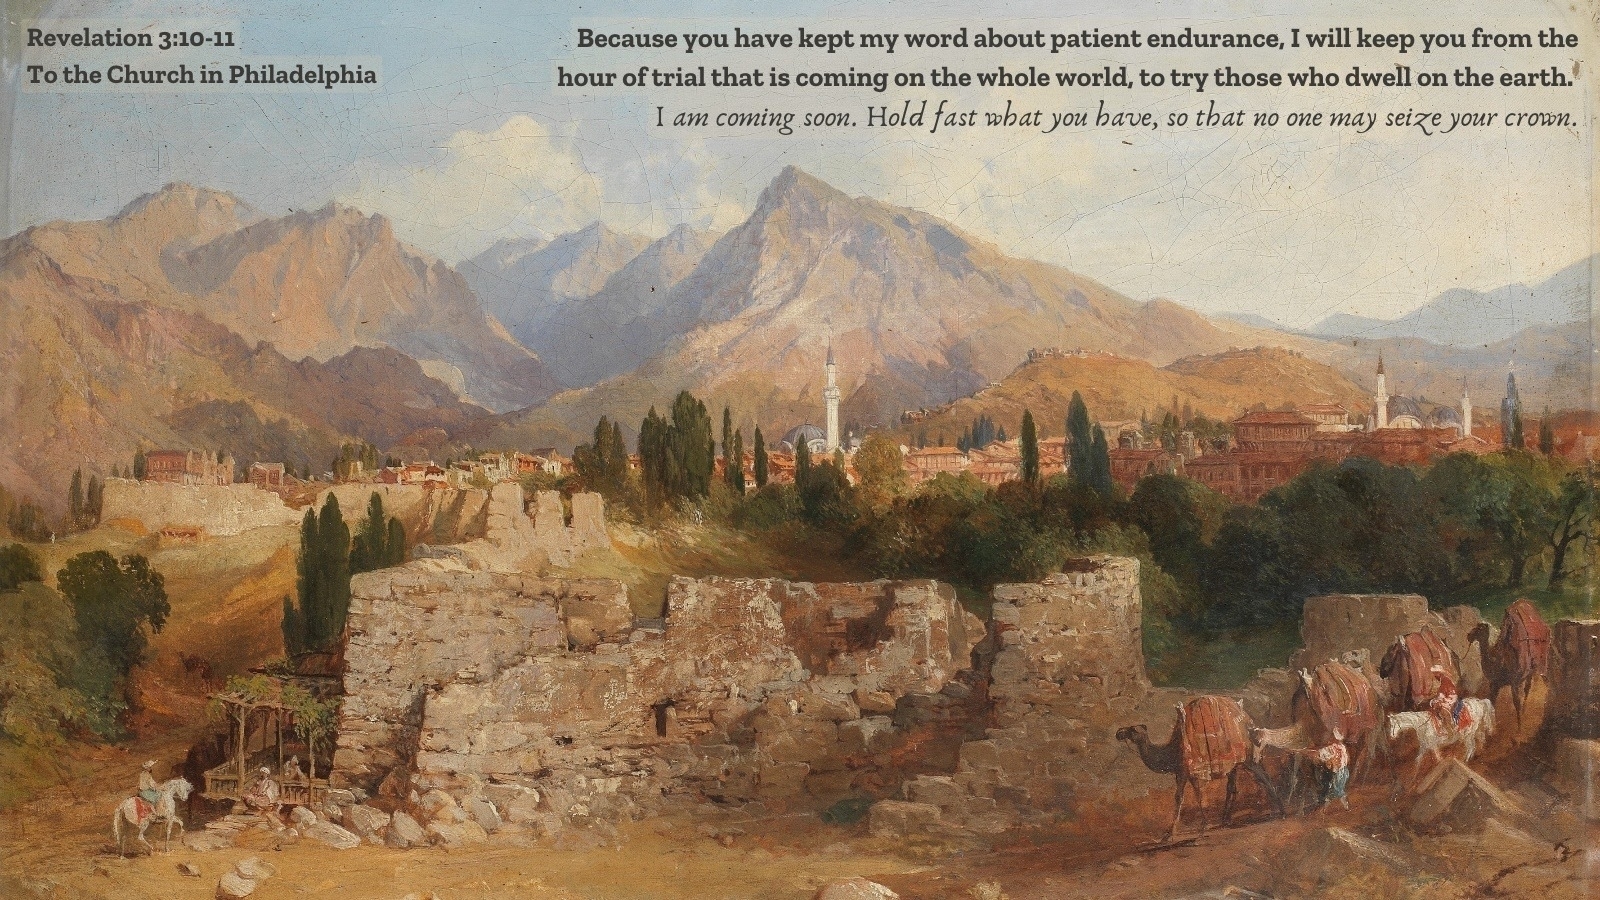 Revelation 3:10-11
To the Church in Philadelphia
Because you have kept my word about patient endurance, I will keep you from the
hour of trial that is coming on the whole world, to try those who dwell on the earth.
I am coming soon. Hold fast what you have, so that no one may seize your crown.